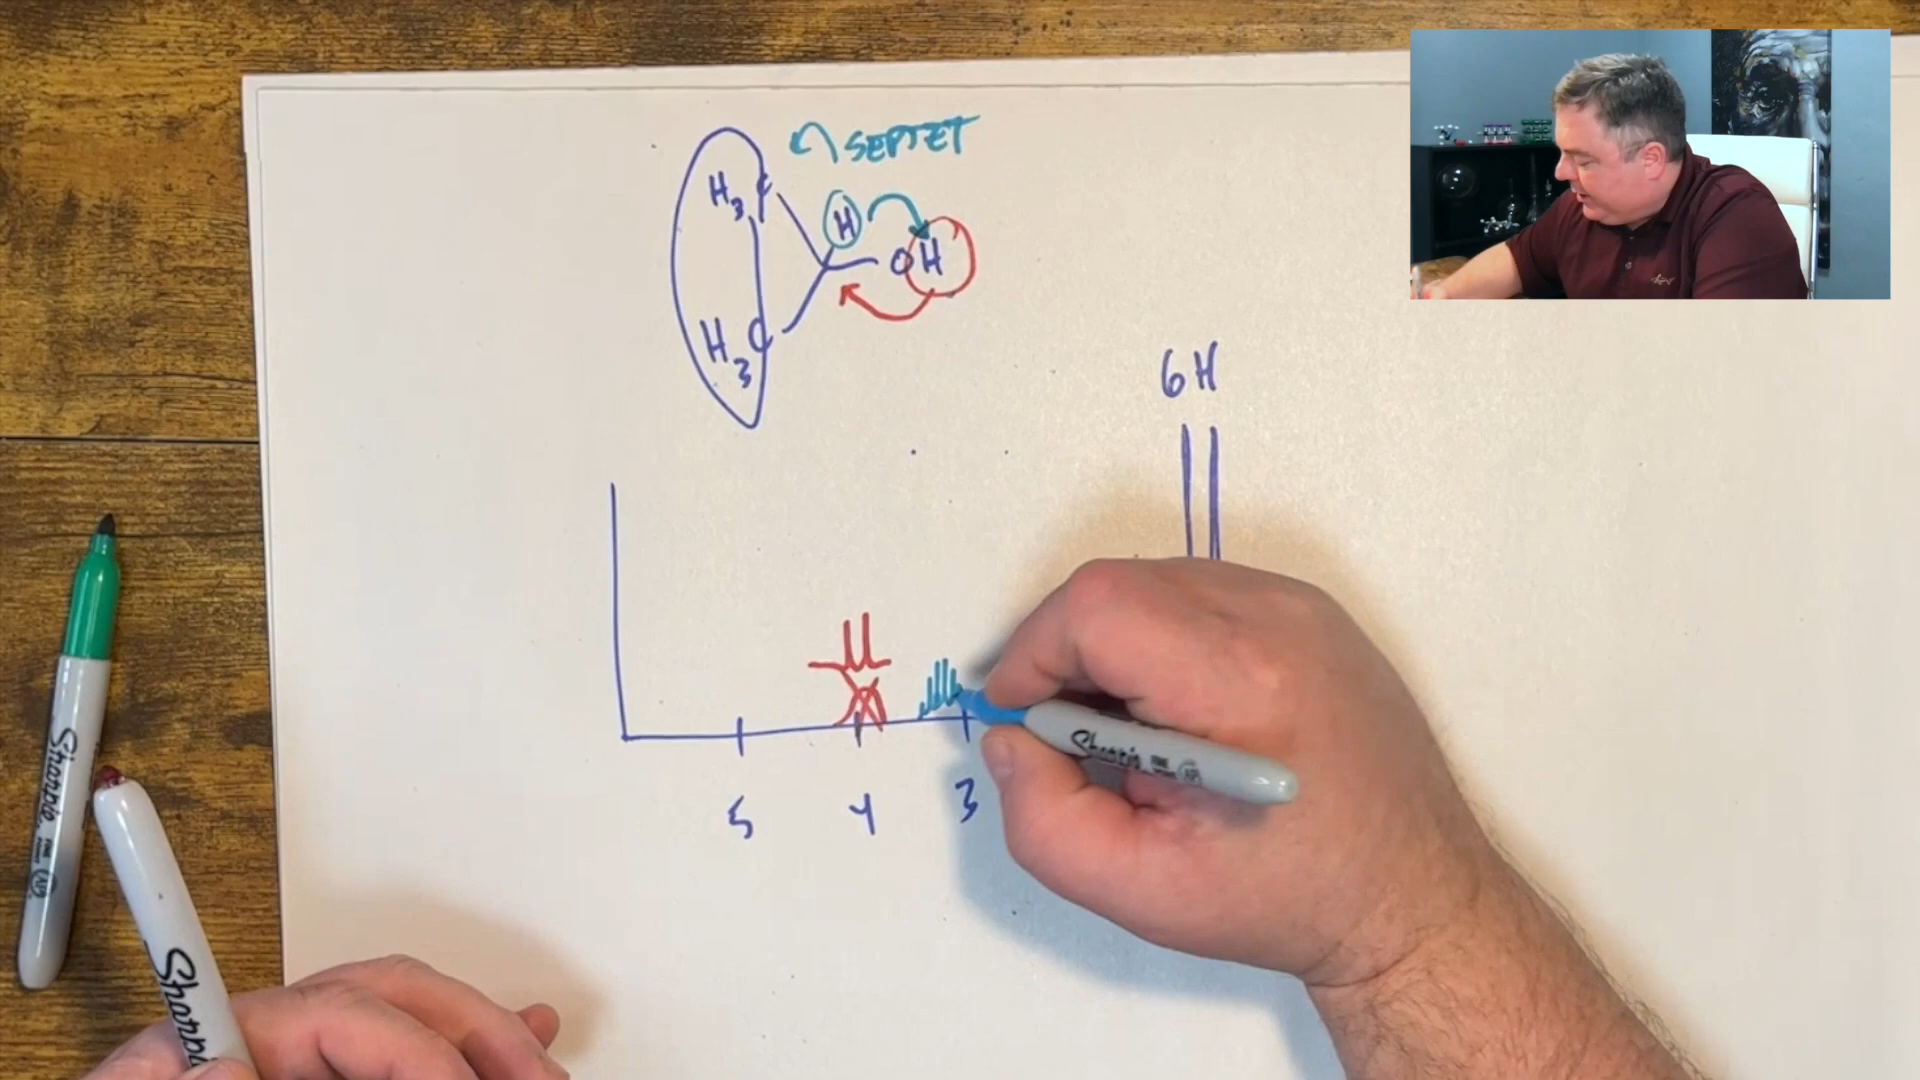 SEPTET
H3C
H
OH
H3C
6H
5 4 3
Sharpie
Sharpie
Sharpie